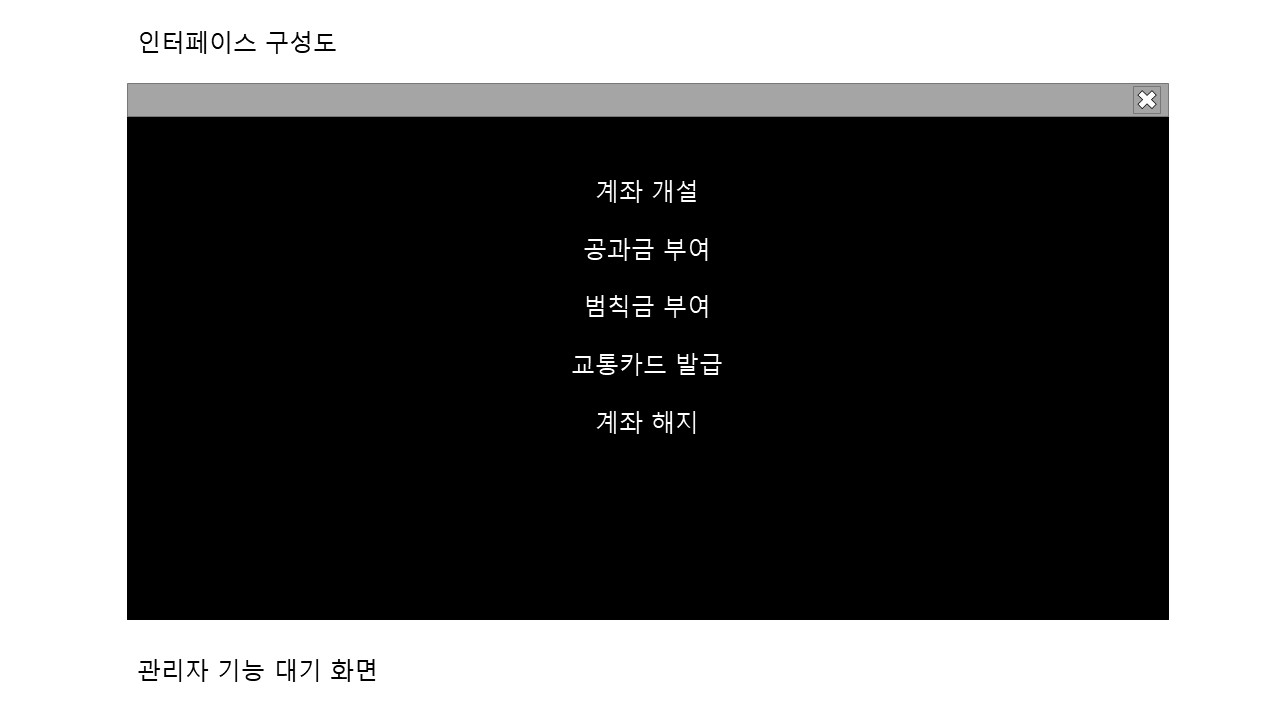 인터페이스 구성도
계좌 개설
공과금 부여
범칙금 부여
교통카드 발급
계좌 해지
관리자 기능 대기 화면